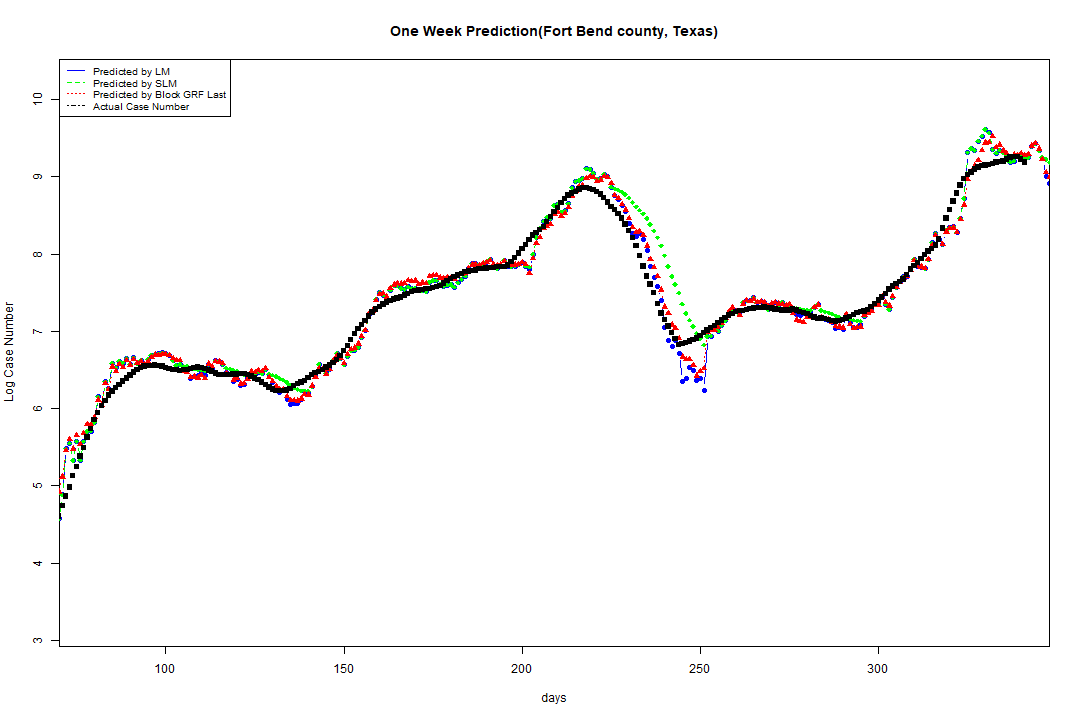 One Week Prediction(Fort Bend county, Texas)
Predicted by LM
Predicted by SLM
Predicted by Block GRF Last
Actual Case Number
10
9
8
7
6
5
4
3
Log Case Number
100 150 200 250 300
days